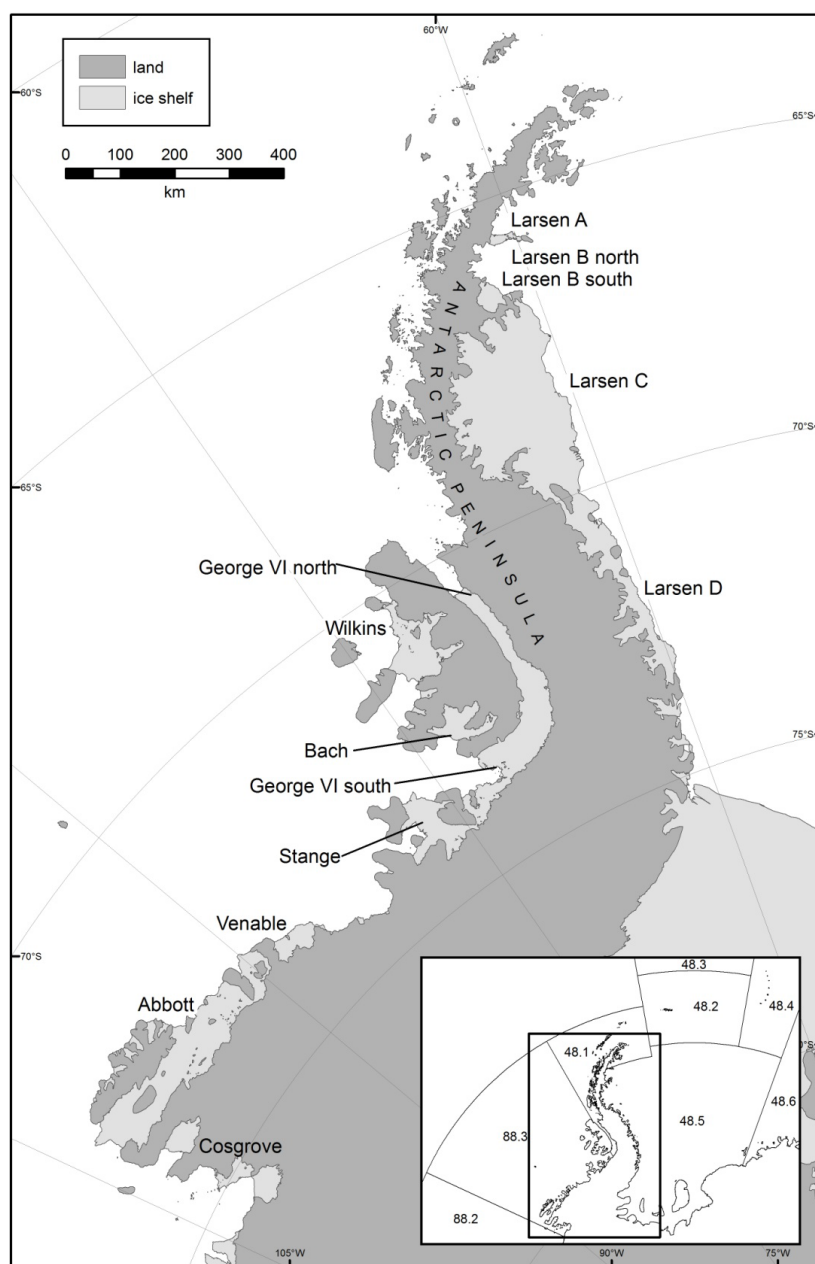 60°W
60°S
land
ice shelf
0 100 200 300 400
km
65°S
Larsen A
Larsen B north
Larsen B south
ANTARCTIC PENINSULA
Larsen C
70°S
65°S
George VI north
Larsen D
Wilkins
75°S
Bach
George VI south
Stange
Venable
70°S
Abbott
Cosgrove
48.3
48.2
48.4
48.1
88.3
48.5
48.6
88.2
105°W
90°W
75°W